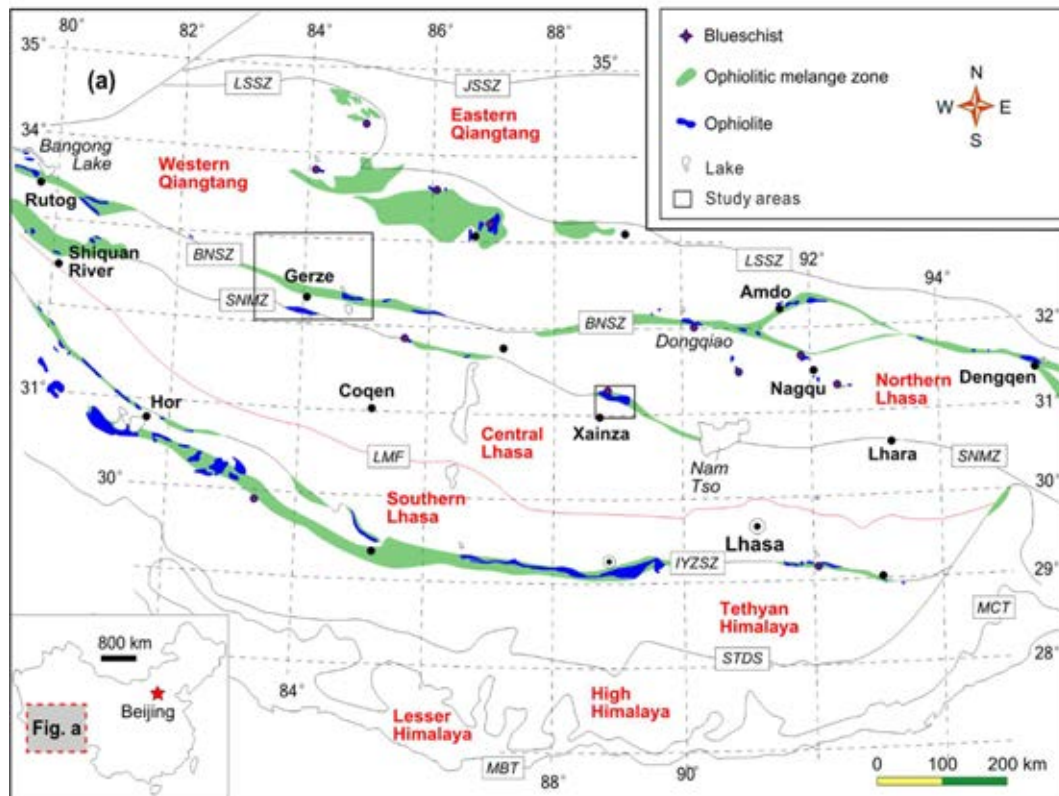 80°
82°
84°
86°
88°
35°
35°
(a)
LSSZ
JSSZ
Eastern
Qiangtang
34°
Bangong
Lake
Western
Qiangtang
Rutog
Shiquan
River
BNSZ
Gerze
SNMZ
LSSZ
92°
94°
Amdo
BNSZ
32°
Dongqiao
Nagqu
Northern
Lhasa
Dengqen
31°
31°
Hor
Coqen
Xainza
Central
Lhasa
LMF
Nam
Tso
Lhara
SNMZ
30°
30°
Southern
Lhasa
Lhasa
IYZSZ
29°
Tethyan
Himalaya
MCT
STDS
28°
84°
High
Himalaya
Lesser
Himalaya
MBT
88°
90°
Blueschist
Ophiolitic melange zone
Ophiolite
Lake
Study areas
N
W
E
S
800 km
Beijing
Fig. a
0
100
200 km